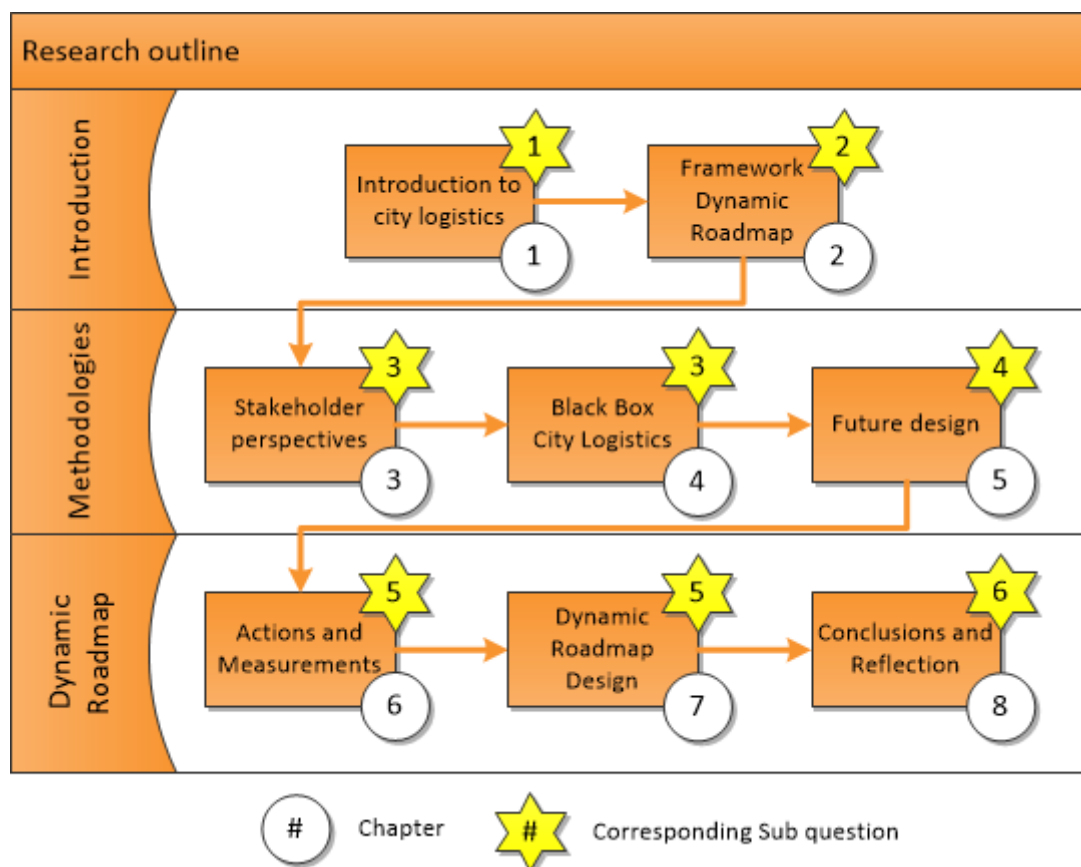 Research outline
Introduction
1
2
Introduction to
city logistics
Framework
Dynamic
Roadmap
1
2
Methodologies
3
3
4
Stakeholder
perspectives
Black Box
City Logistics
Future design
3
4
5
Dynamic
Roadmap
5
5
6
Actions and
Measurements
Dynamic
Roadmap
Design
Conclusions and
Reflection
6
7
8
# Chapter
# Corresponding Sub question